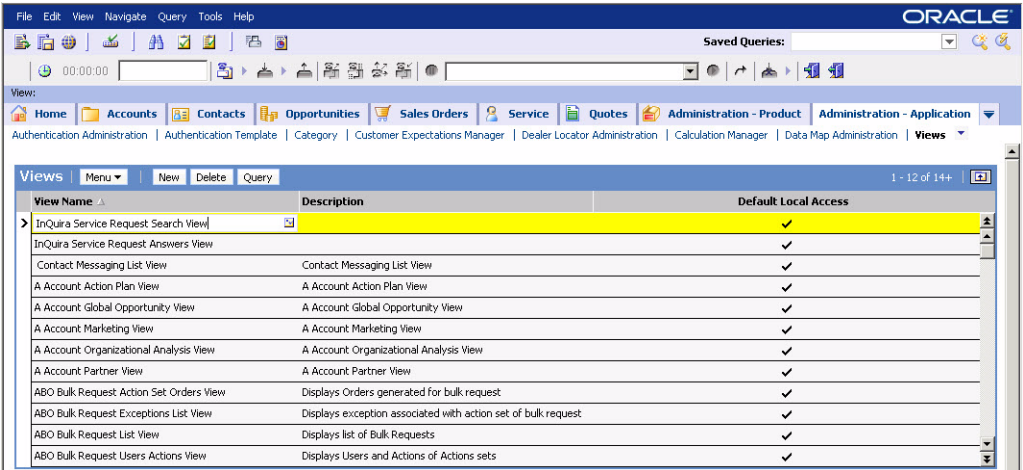 File Edit View Navigate Query Tools Help ORACLE
Saved Queries:
00:00:00
View:
Home Accounts Contacts Opportunities Sales Orders Service Quotes Administration - Product Administration - Application
Authentication Administration | Authentication Template | Category | Customer Expectations Manager | Dealer Locator Administration | Calculation Manager | Data Map Administration | Views
Views Menu New Delete Query 1 - 12 of 14+
View Name Description Default Local Access
InQuira Service Request Search View
InQuira Service Request Answers View
Contact Messaging List View Contact Messaging List View
A Account Action Plan View A Account Action Plan View
A Account Global Opportunity View A Account Global Opportunity View
A Account Marketing View A Account Marketing View
A Account Organizational Analysis View A Account Organizational Analysis View
A Account Partner View A Account Partner View
ABO Bulk Request Action Set Orders View Displays Orders generated for bulk request
ABO Bulk Request Exceptions List View Displays exception associated with action set of bulk request
ABO Bulk Request List View Displays list of Bulk Requests
ABO Bulk Request Users Actions View Displays Users and Actions of Actions sets